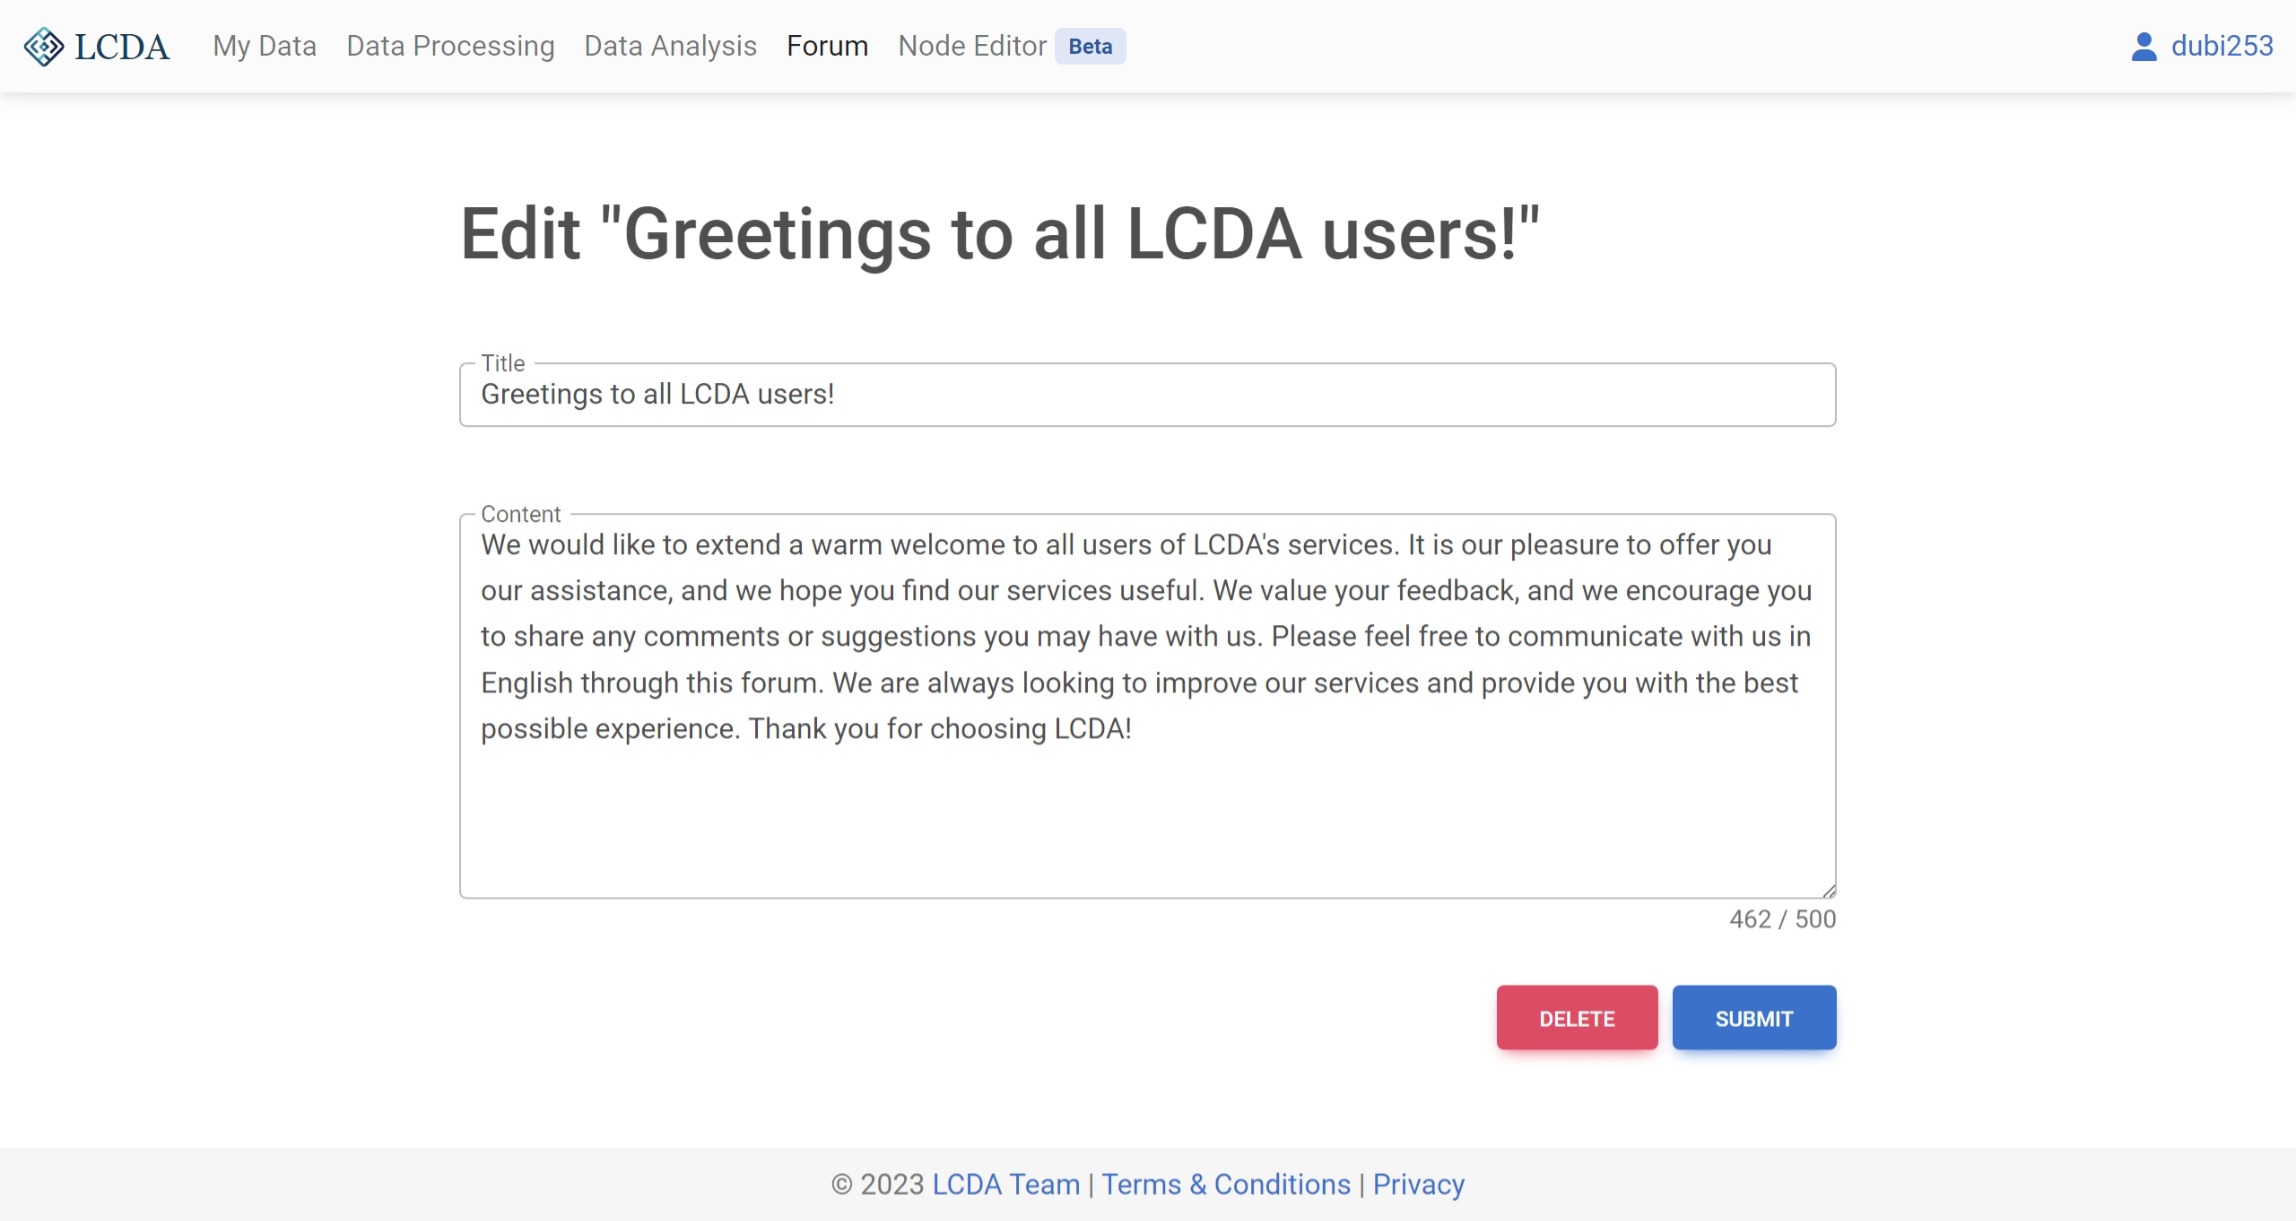 LCDA My Data Data Processing Data Analysis Forum Node Editor Beta dubi253
Edit "Greetings to all LCDA users!"
Title
Greetings to all LCDA users!
Content
We would like to extend a warm welcome to all users of LCDA's services. It is our pleasure to offer you
our assistance, and we hope you find our services useful. We value your feedback, and we encourage you
to share any comments or suggestions you may have with us. Please feel free to communicate with us in
English through this forum. We are always looking to improve our services and provide you with the best
possible experience. Thank you for choosing LCDA!
462 / 500
DELETE SUBMIT
© 2023 LCDA Team | Terms & Conditions | Privacy